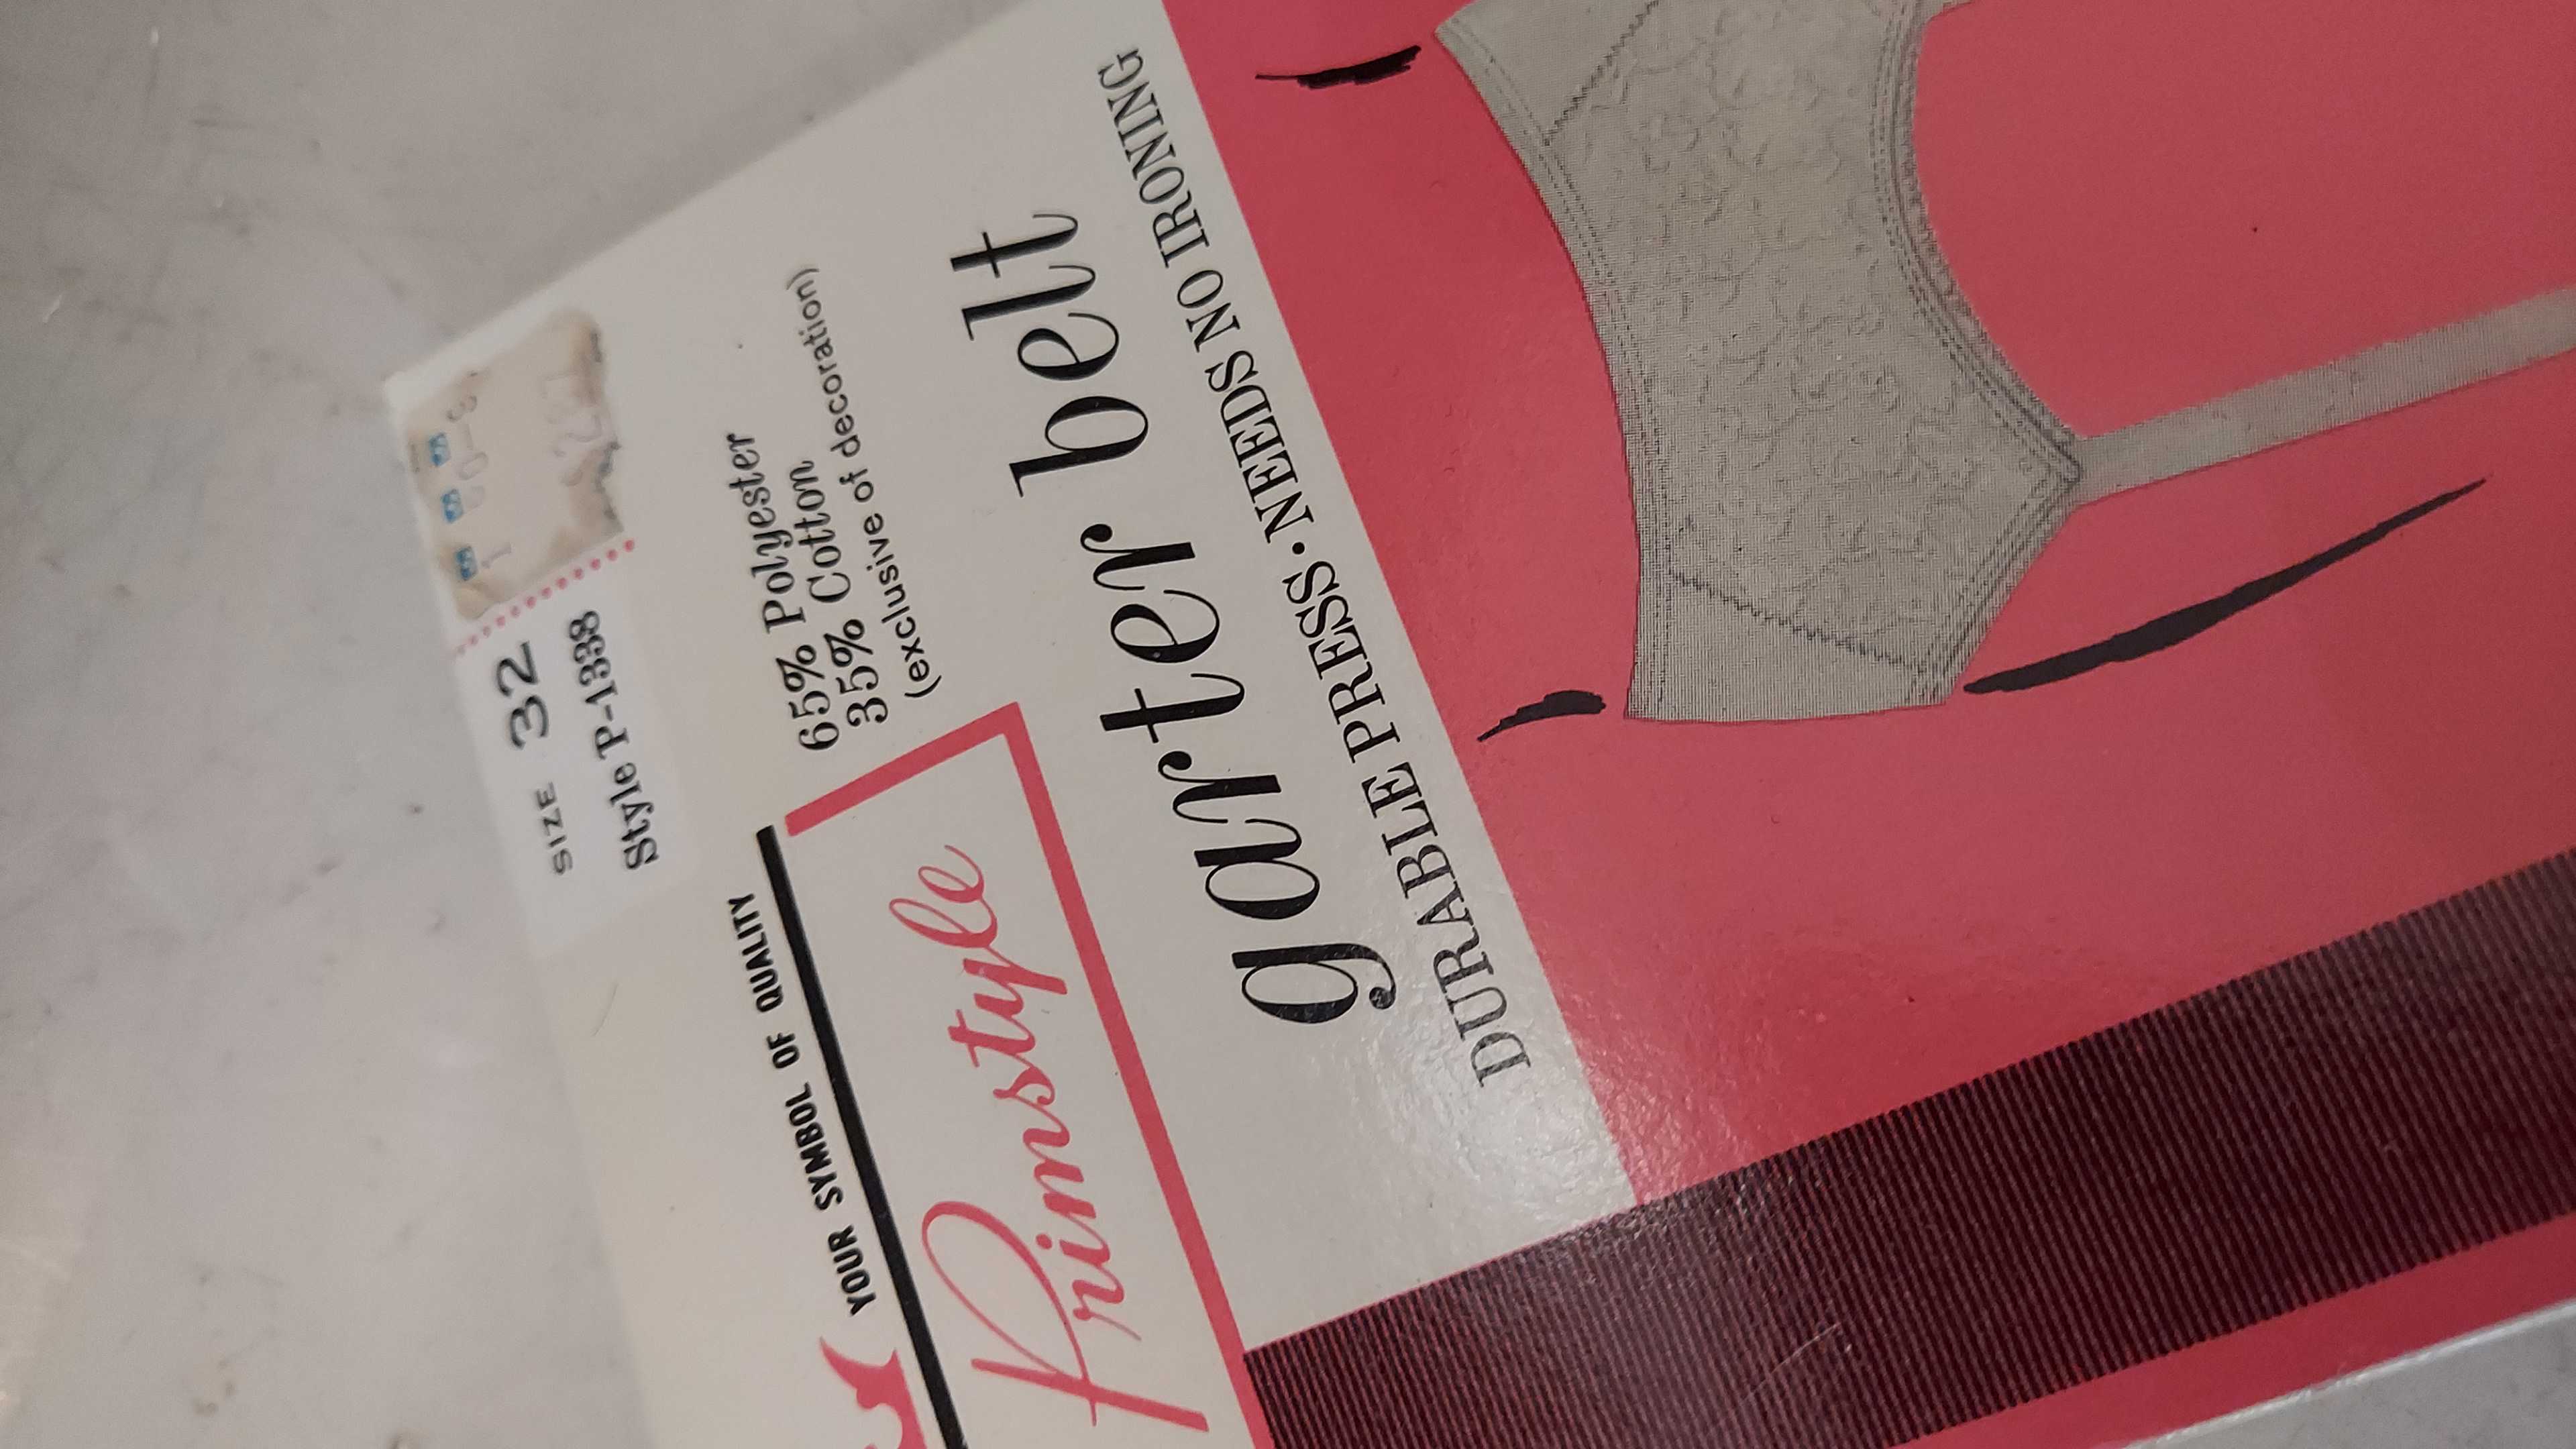 SIZE 32
Style P-1338
65% Polyester
35% Cotton
(exclusive of deccoration)
YOUR SYMBOL OF QUALITY
Primstyle
garter belt
DURABLE PRESS · NEEDS NO IRONING